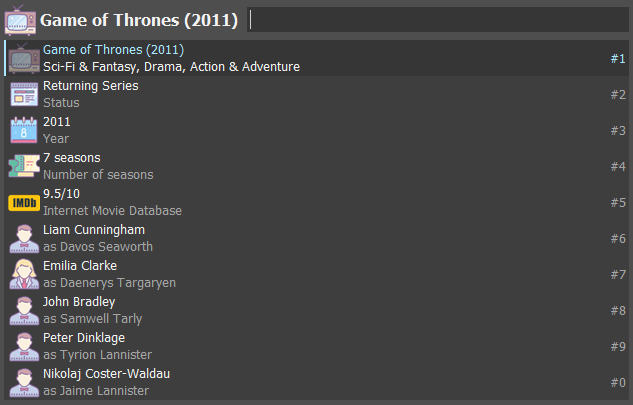 Game of Thrones (2011)
Game of Thrones (2011)
Sci-Fi & Fantasy, Drama, Action & Adventure
#1
Returning Series
Status
#2
8
2011
Year
#3
7 seasons
Number of seasons
#4
IMDb
9.5/10
Internet Movie Database
#5
Liam Cunningham
as Davos Seaworth
#6
Emilia Clarke
as Daenerys Targaryen
#7
John Bradley
as Samwell Tarly
#8
Peter Dinklage
as Tyrion Lannister
#9
Nikolaj Coster-Waldau
as Jaime Lannister
#0